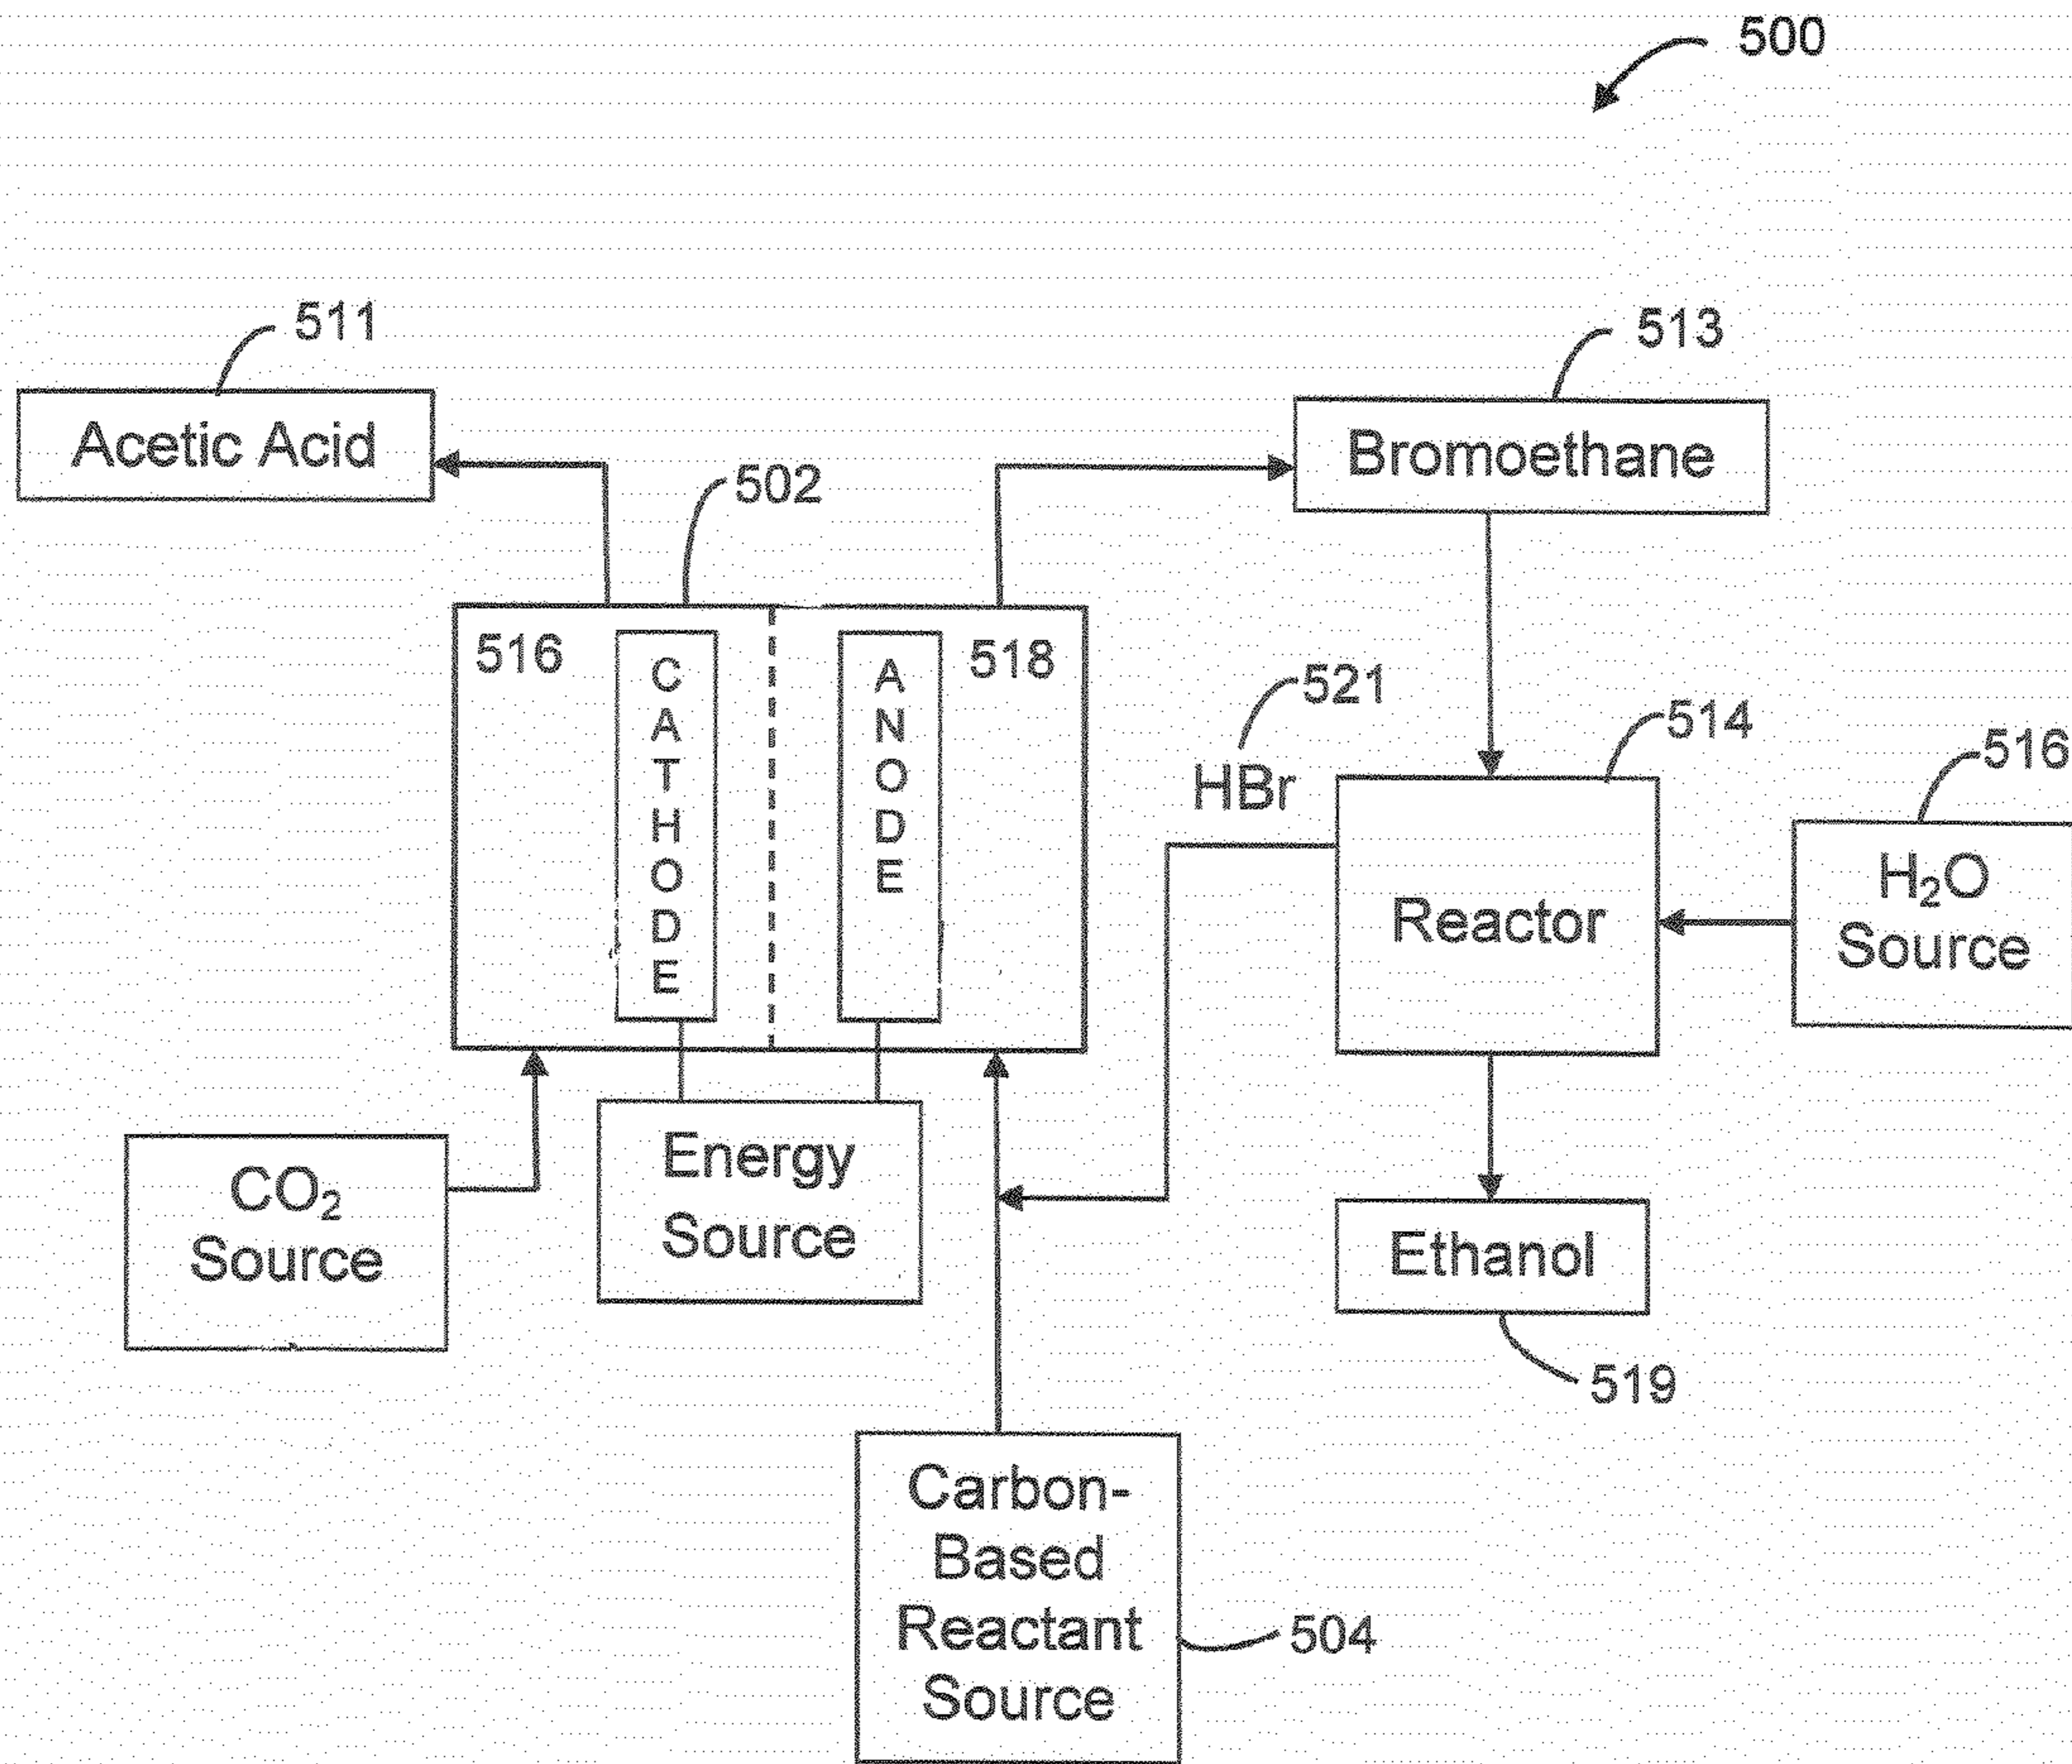 500
511
513
Acetic Acid
Bromoethane
502
516
518
CATHODE
ANODE
521
514
516
HBr
H₂O
Source
Reactor
CO₂
Source
Energy
Source
Ethanol
519
Carbon-
Based
Reactant
Source
504